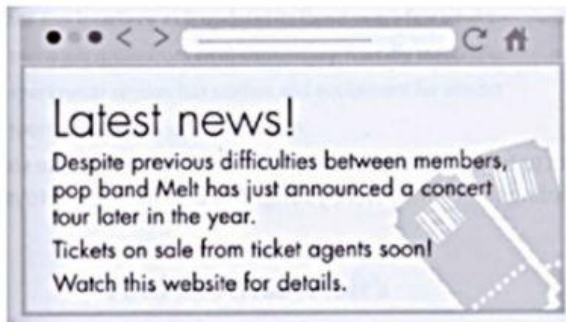 Latest news!
Despite previous difficulties between members,
pop band Melt has just announced a concert
tour later in the year.
Tickets on sale from ticket agents soon!
Watch this website for details.